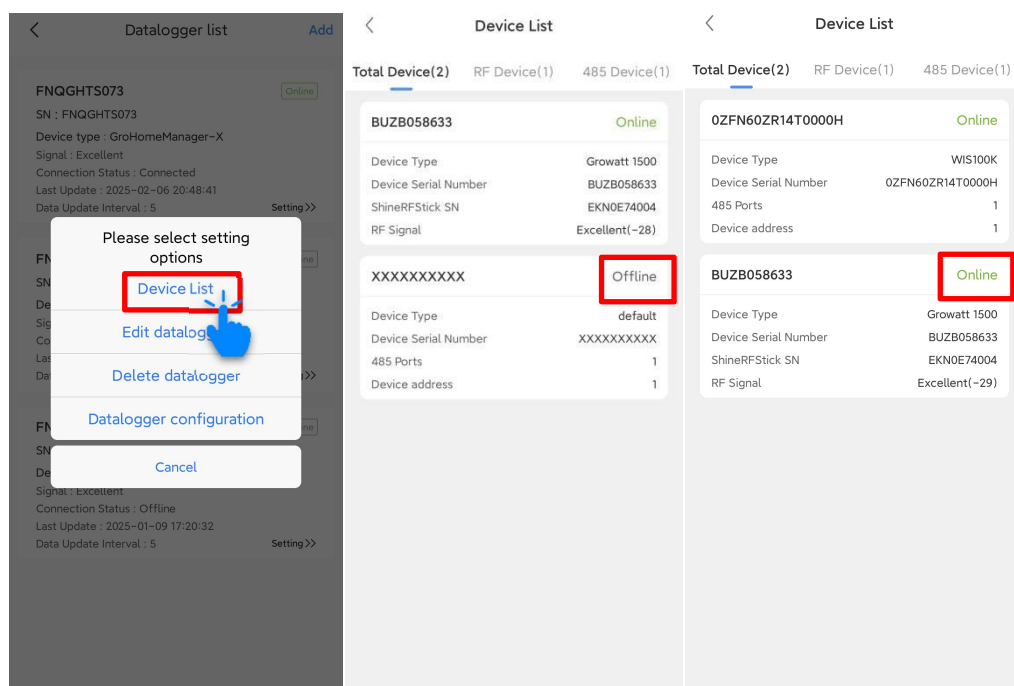 Datalogger list Add
FNQGHTS073 Online
SN : FNQGHTS073
Device type : GroHomeManager-X
Signal : Excellent
Connection Status : Connected
Last Update : 2025-02-06 20:48:41
Data Update Interval : 5 Setting>>
Please select setting
options
Device List
Edit datalogg
Delete datalogger
Datalogger configuration
Cancel
Signal : Excellent
Connection Status : Offline
Last Update : 2025-01-09 17:20:32
Data Update Interval : 5 Setting>>
Device List
Total Device(2) RF Device(1) 485 Device(1)
BUZB058633 Online
Device Type Growatt 1500
Device Serial Number BUZB058633
ShineRFStick SN EKN0E74004
RF Signal Excellent(-28)
XXXXXXXXXX Offline
Device Type default
Device Serial Number XXXXXXXXXX
485 Ports 1
Device address 1
Device List
Total Device(2) RF Device(1) 485 Device(1)
0ZFN60ZR14T0000H Online
Device Type WIS100K
Device Serial Number 0ZFN60ZR14T0000H
485 Ports 1
Device address 1
BUZB058633 Online
Device Type Growatt 1500
Device Serial Number BUZB058633
ShineRFStick SN EKN0E74004
RF Signal Excellent(-29)